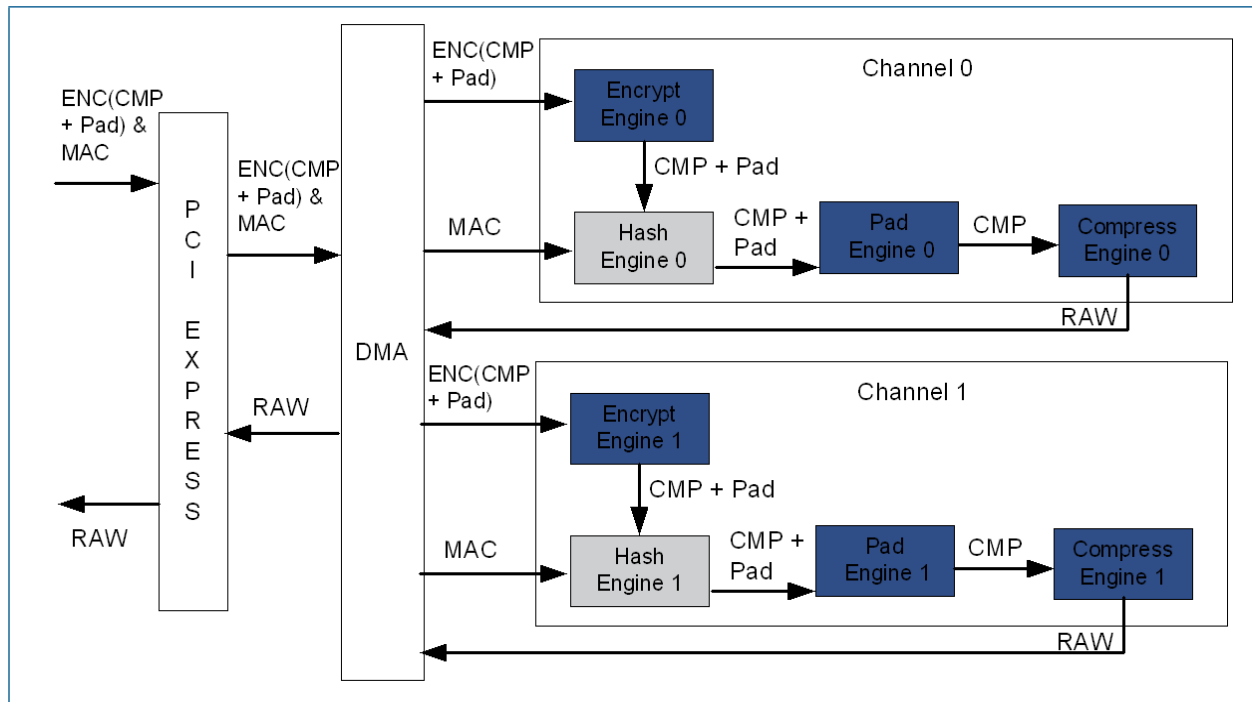 ENC(CMP
+ Pad) &
MAC
PCI EXPRESS
RAW
ENC(CMP
+ Pad) &
MAC
RAW
DMA
ENC(CMP
+ Pad)
MAC
Channel 0
Encrypt
Engine 0
CMP + Pad
Hash
Engine 0
CMP +
Pad
Pad
Engine 0
CMP
Compress
Engine 0
RAW
ENC(CMP
+ Pad)
MAC
Channel 1
Encrypt
Engine 1
CMP + Pad
Hash
Engine 1
CMP +
Pad
Pad
Engine 1
CMP
Compress
Engine 1
RAW